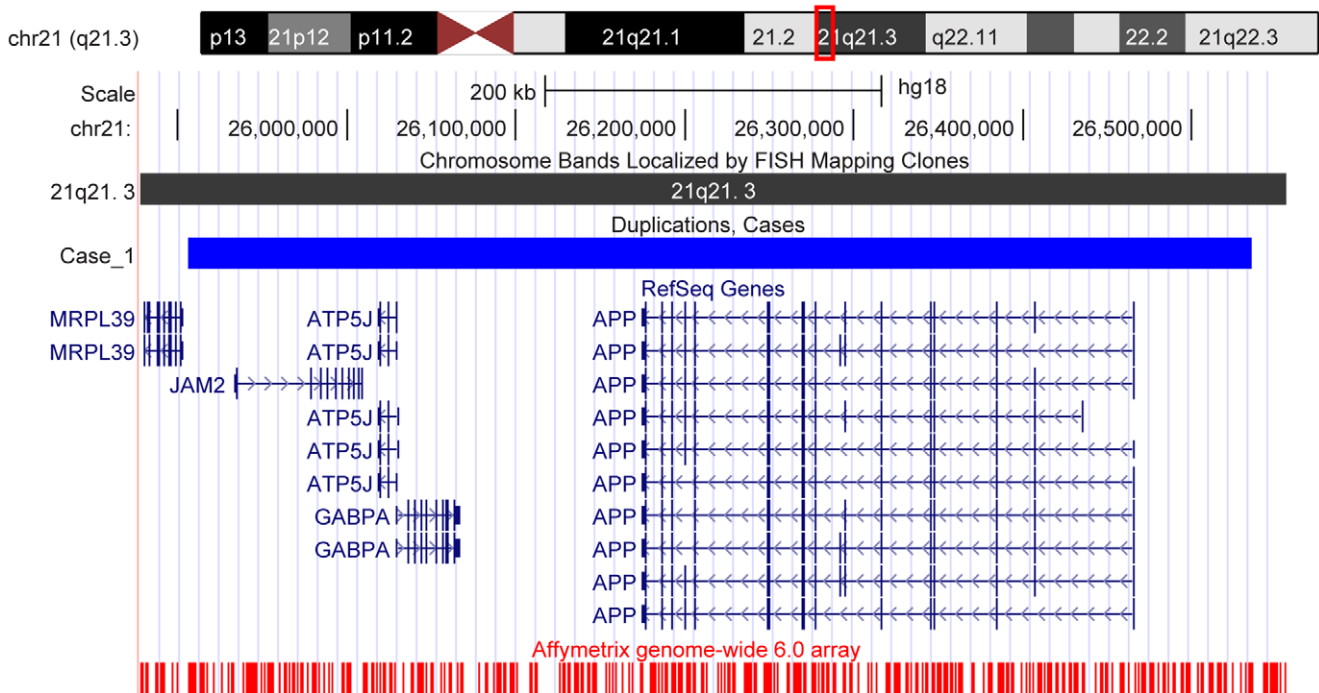 chr21 (q21.3) p13 21p12 p11.2 21q21.1 21.2 21q21.3 q22.11 22.2 21q22.3
Scale 200 kb hg18
chr21: 26,000,000 26,100,000 26,200,000 26,300,000 26,400,000 26,500,000
Chromosome Bands Localized by FISH Mapping Clones
21q21. 3 21q21. 3
Duplications, Cases
Case_1
RefSeq Genes
MRPL39 ATP5J APP
MRPL39 ATP5J APP
JAM2 APP
ATP5J APP
ATP5J APP
ATP5J APP
GABPA APP
GABPA APP
APP
APP
Affymetrix genome-wide 6.0 array